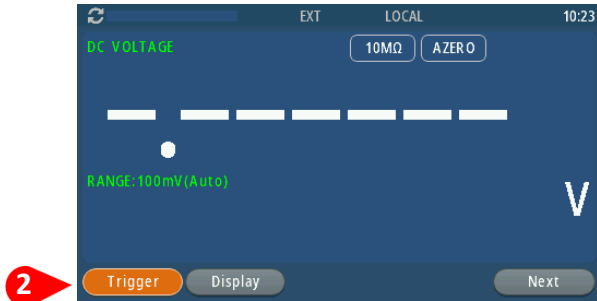 EXT LOCAL 10:23
DC VOLTAGE 10MΩ AZERO
RANGE:100mV(Auto)
V
2 Trigger Display Next